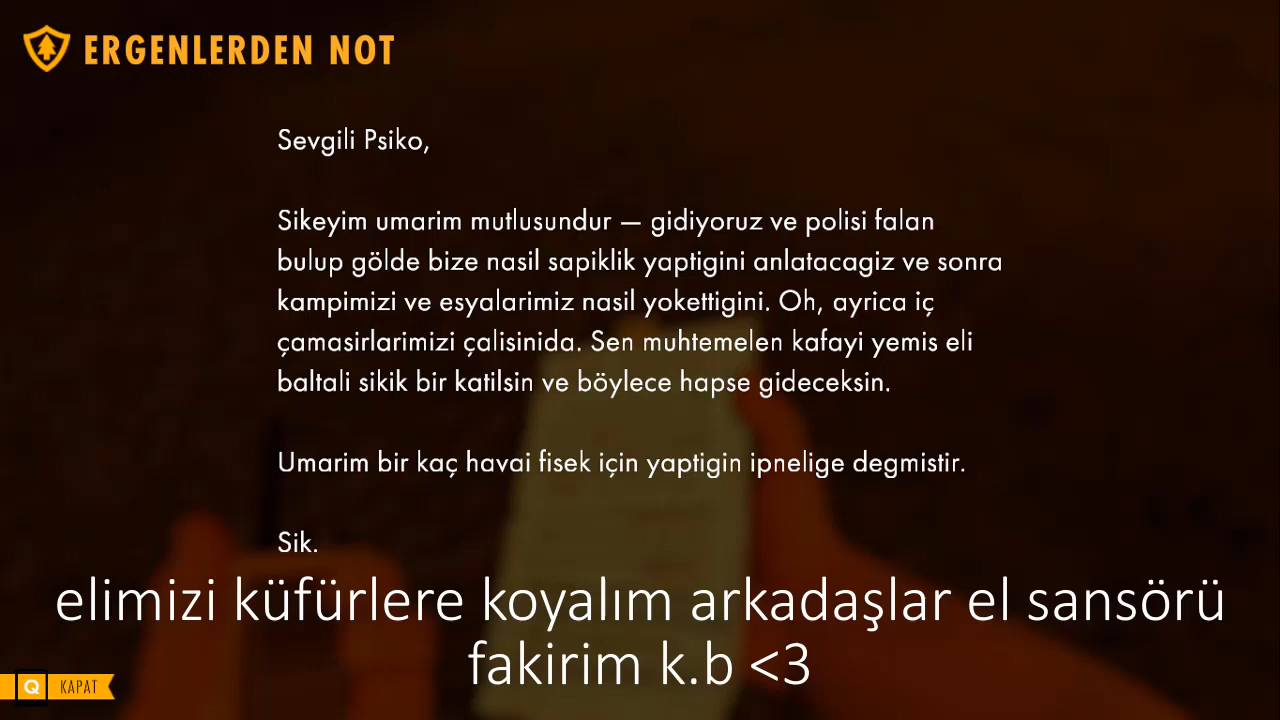 ERGENLERDEN NOT
Sevgili Psiko,
Sikeyim umarim mutlusundur — gidiyoruz ve polisi falan
bulup gölde bize nasil sapiklik yaptigini anlatacagiz ve sonra
kampimizi ve esyalarimiz nasil yokettigini. Oh, ayrica iç
çamasirlarimizi çalisinida. Sen muhtemelen kafayi yemis eli
baltali sikik bir katilsin ve böylece hapse gideceksin.
Umarim bir kaç havai fisek için yaptigin ipnelige degmistir.
Sik.
elimizi küfürlere koyalım arkadaşlar el sansörü
fakirim k.b <3
Q KAPAT